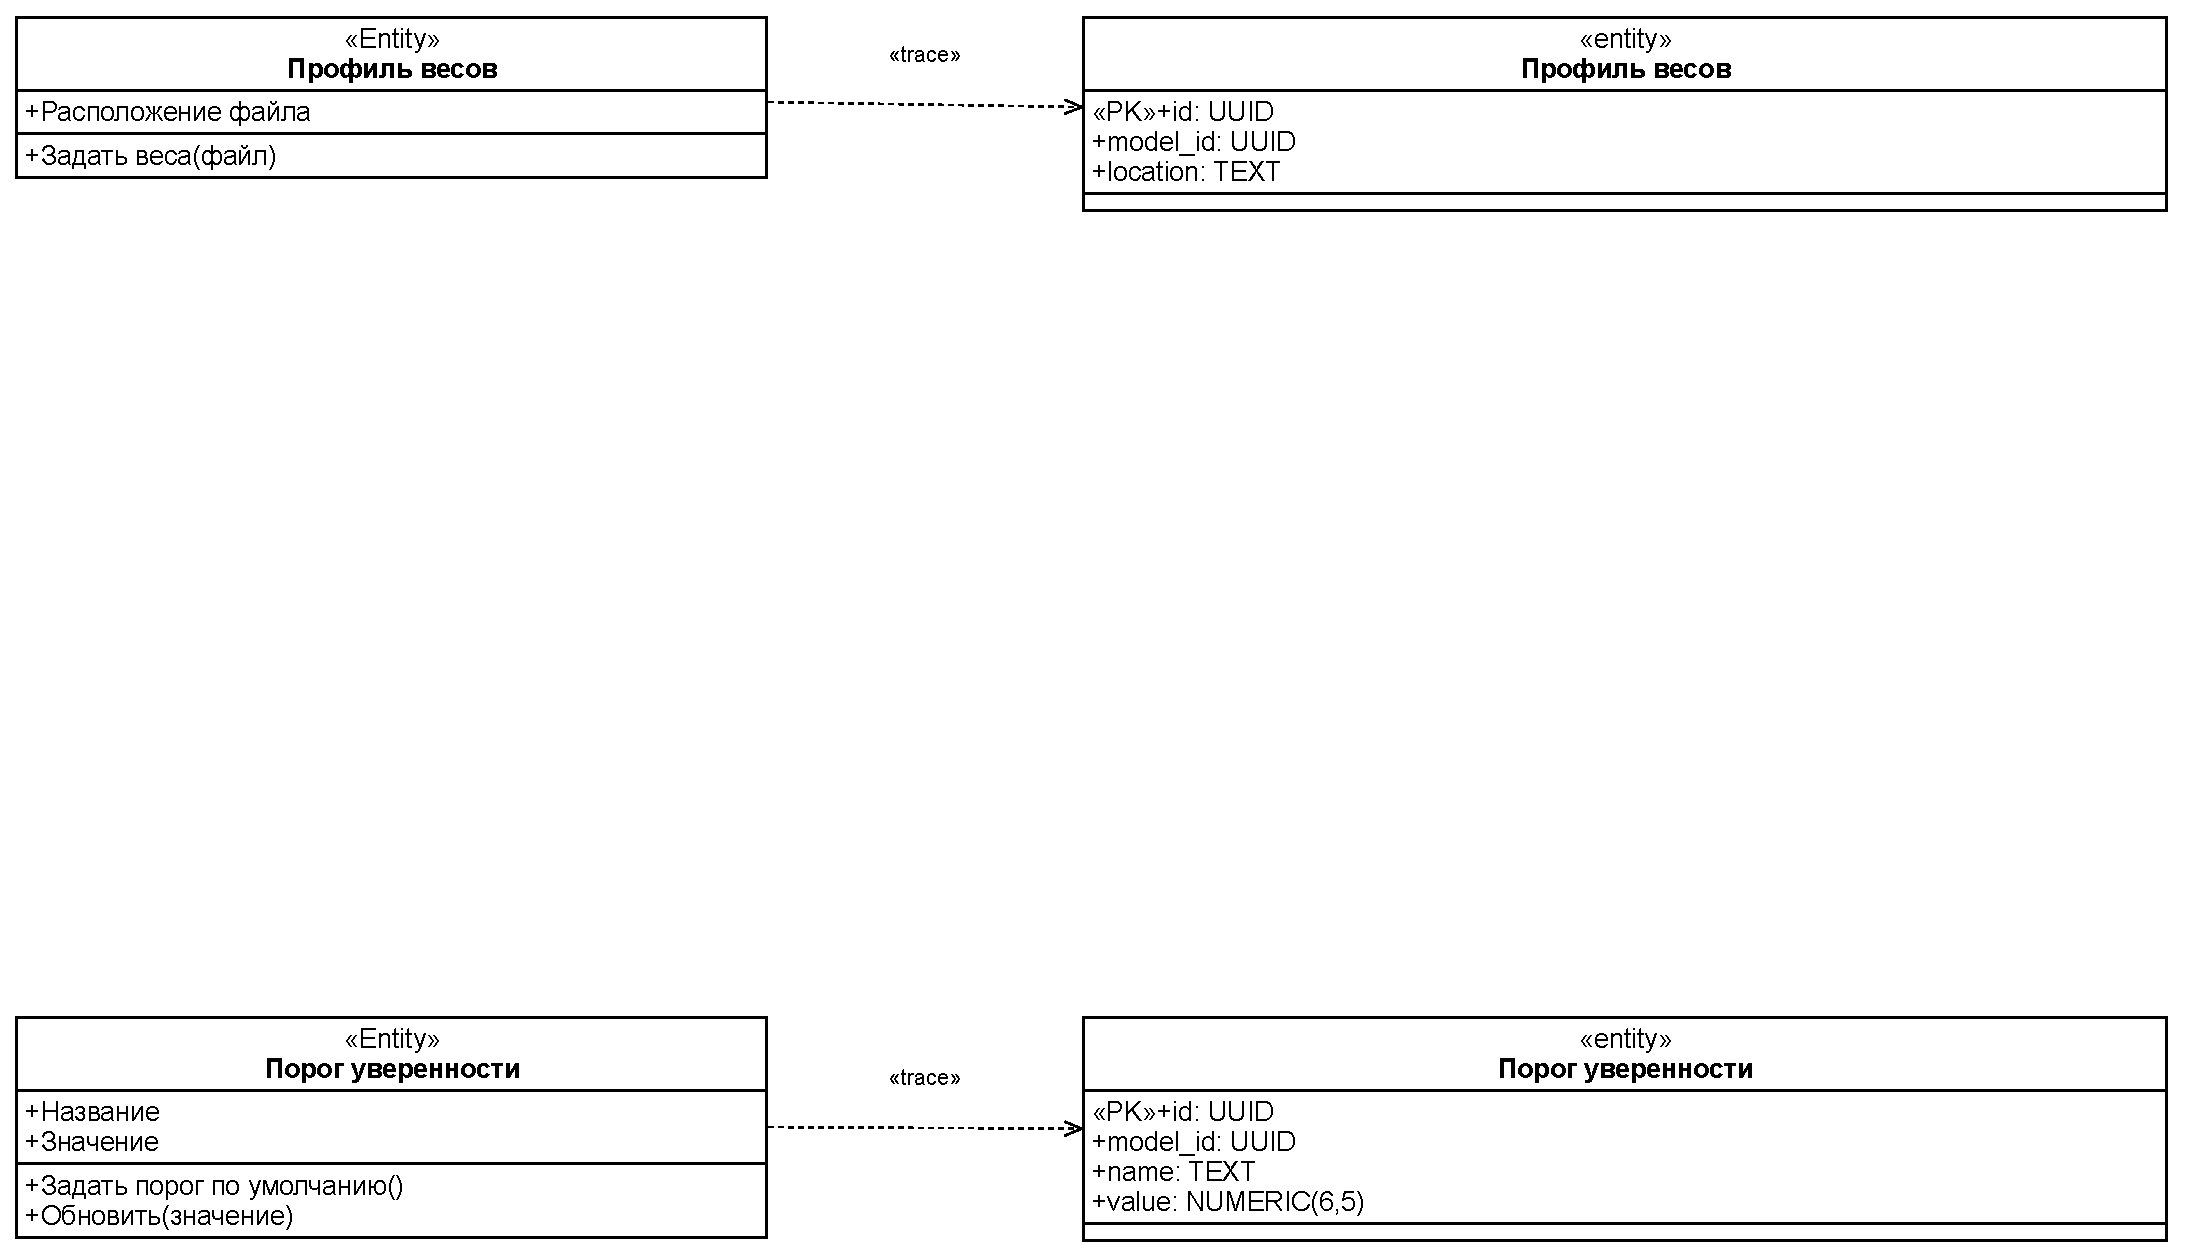 «Entity»
Профиль весов
+Расположение файла
+Задать веса(файл)
«trace»
«entity»
Профиль весов
«PK»+id: UUID
+model_id: UUID
+location: TEXT
«Entity»
Порог уверенности
+Название
+Значение
+Задать порог по умолчанию()
+Обновить(значение)
«trace»
«entity»
Порог уверенности
«PK»+id: UUID
+model_id: UUID
+name: TEXT
+value: NUMERIC(6,5)